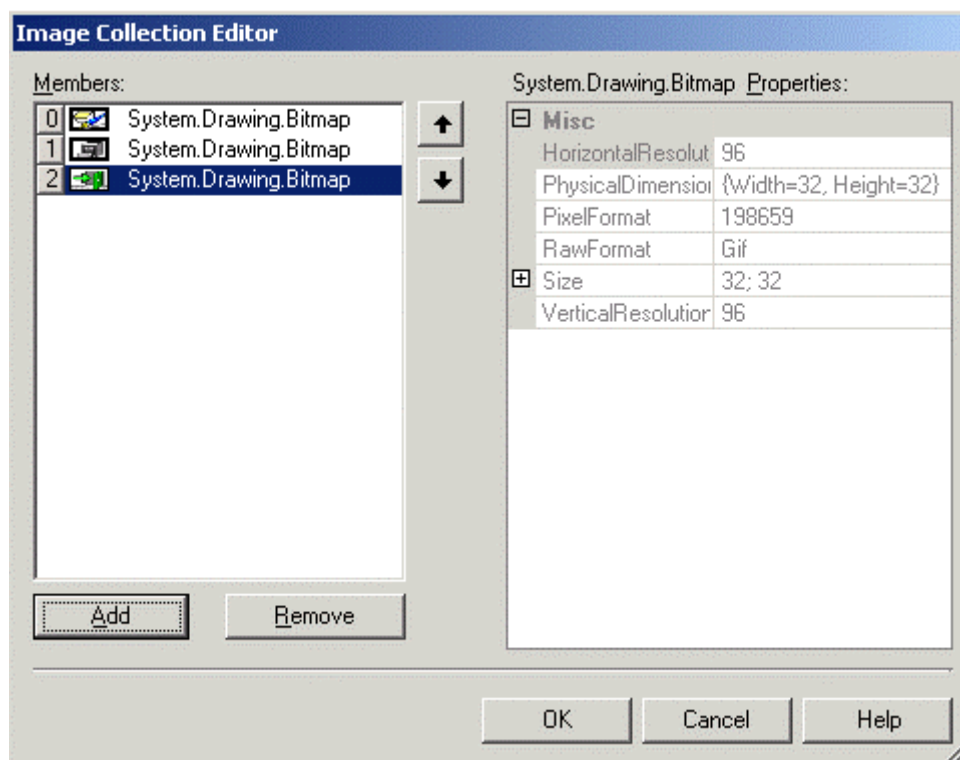 Image Collection Editor
Members:
0 System.Drawing.Bitmap
1 System.Drawing.Bitmap
2 System.Drawing.Bitmap
Add
Remove
System.Drawing.Bitmap Properties:
Misc
HorizontalResolut 96
PhysicalDimension {Width=32, Height=32}
PixelFormat 198659
RawFormat Gif
Size 32; 32
VerticalResolution 96
OK
Cancel
Help